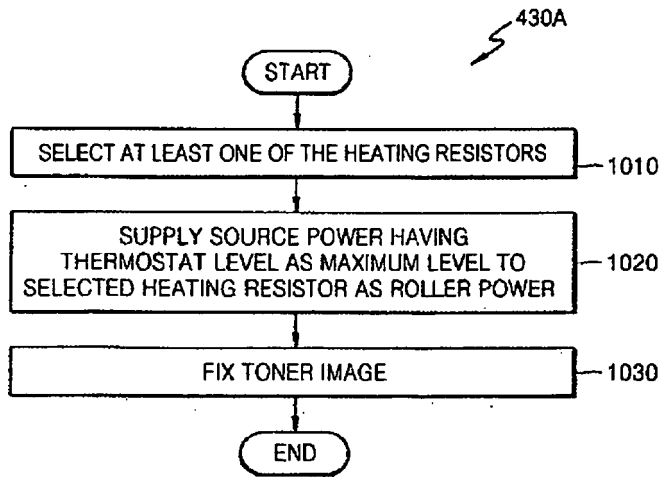 430A
START
SELECT AT LEAST ONE OF THE HEATING RESISTORS
1010
SUPPLY SOURCE POWER HAVING
THERMOSTAT LEVEL AS MAXIMUM LEVEL TO
SELECTED HEATING RESISTOR AS ROLLER POWER
1020
FIX TONER IMAGE
1030
END